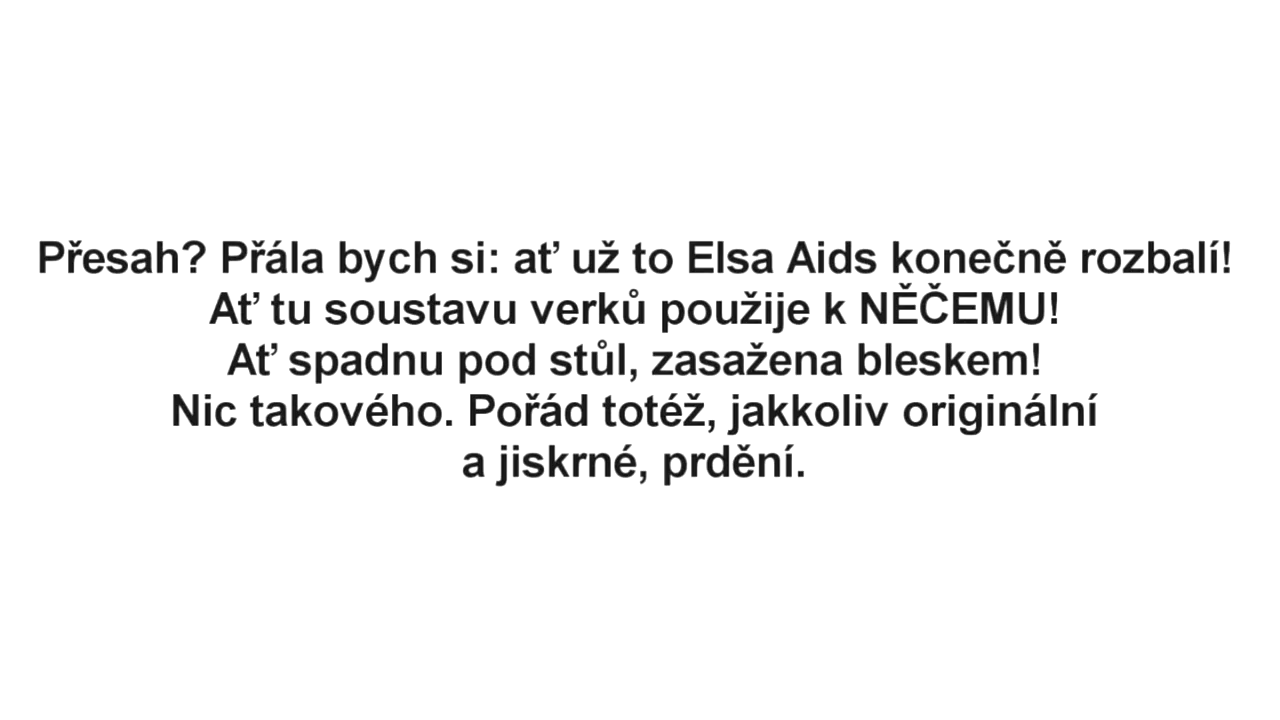 Přesah? Přála bych si: ať už to Elsa Aids konečně rozbalí!
Ať tu soustavu verků použije k NĚČEMU!
Ať spadnu pod stůl, zasažena bleskem!
Nic takového. Pořád totéž, jakkoliv originální
a jiskrné, prdění.